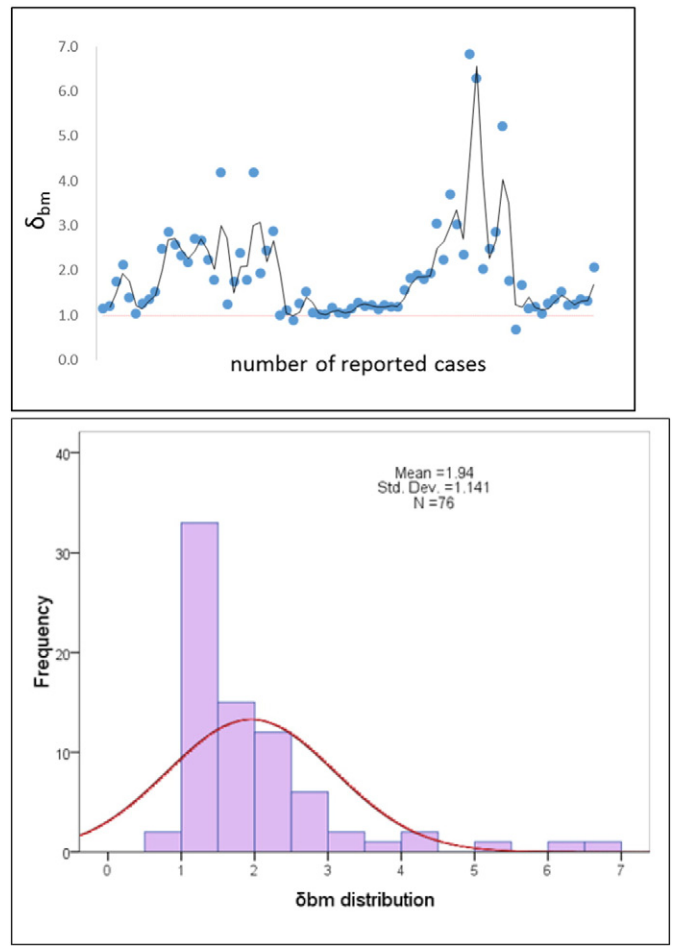 7.0
6.0
5.0
4.0
3.0
2.0
1.0
0.0
δbm
number of reported cases
Mean =1.94
Std. Dev. =1.141
N =76
40
30
20
10
0
Frequency
0 1 2 3 4 5 6 7
δbm distribution